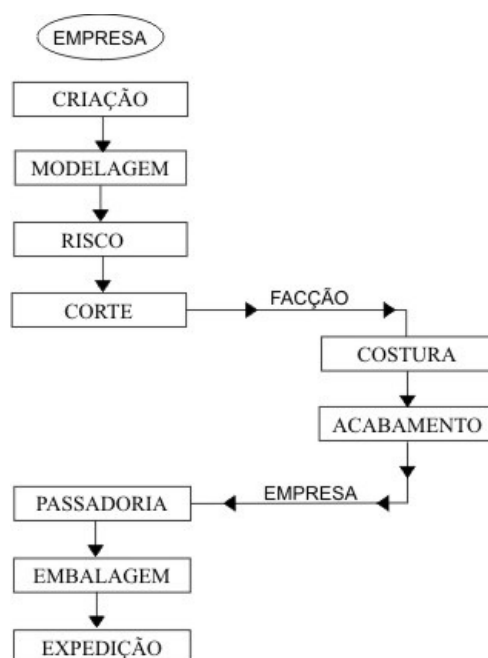 EMPRESA
CRIAÇÃO
MODELAGEM
RISCO
CORTE
FACÇÃO
COSTURA
ACABAMENTO
EMPRESA
PASSADORIA
EMBALAGEM
EXPEDIÇÃO